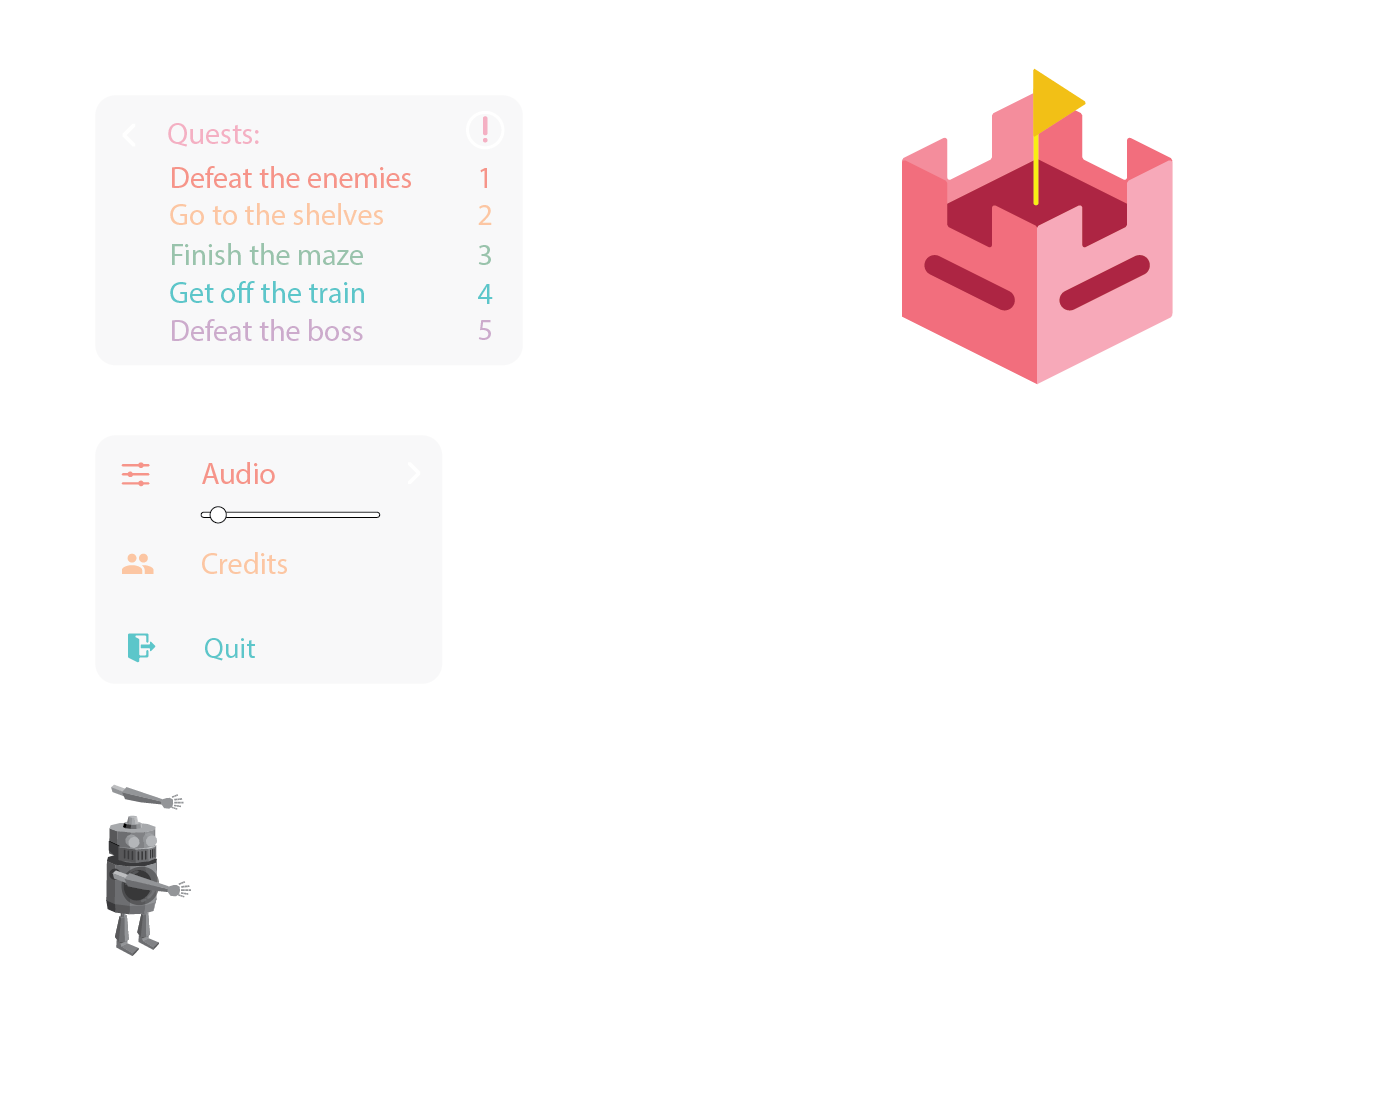 Quests:
Defeat the enemies 1
Go to the shelves 2
Finish the maze 3
Get off the train 4
Defeat the boss 5
Audio
Credits
Quit